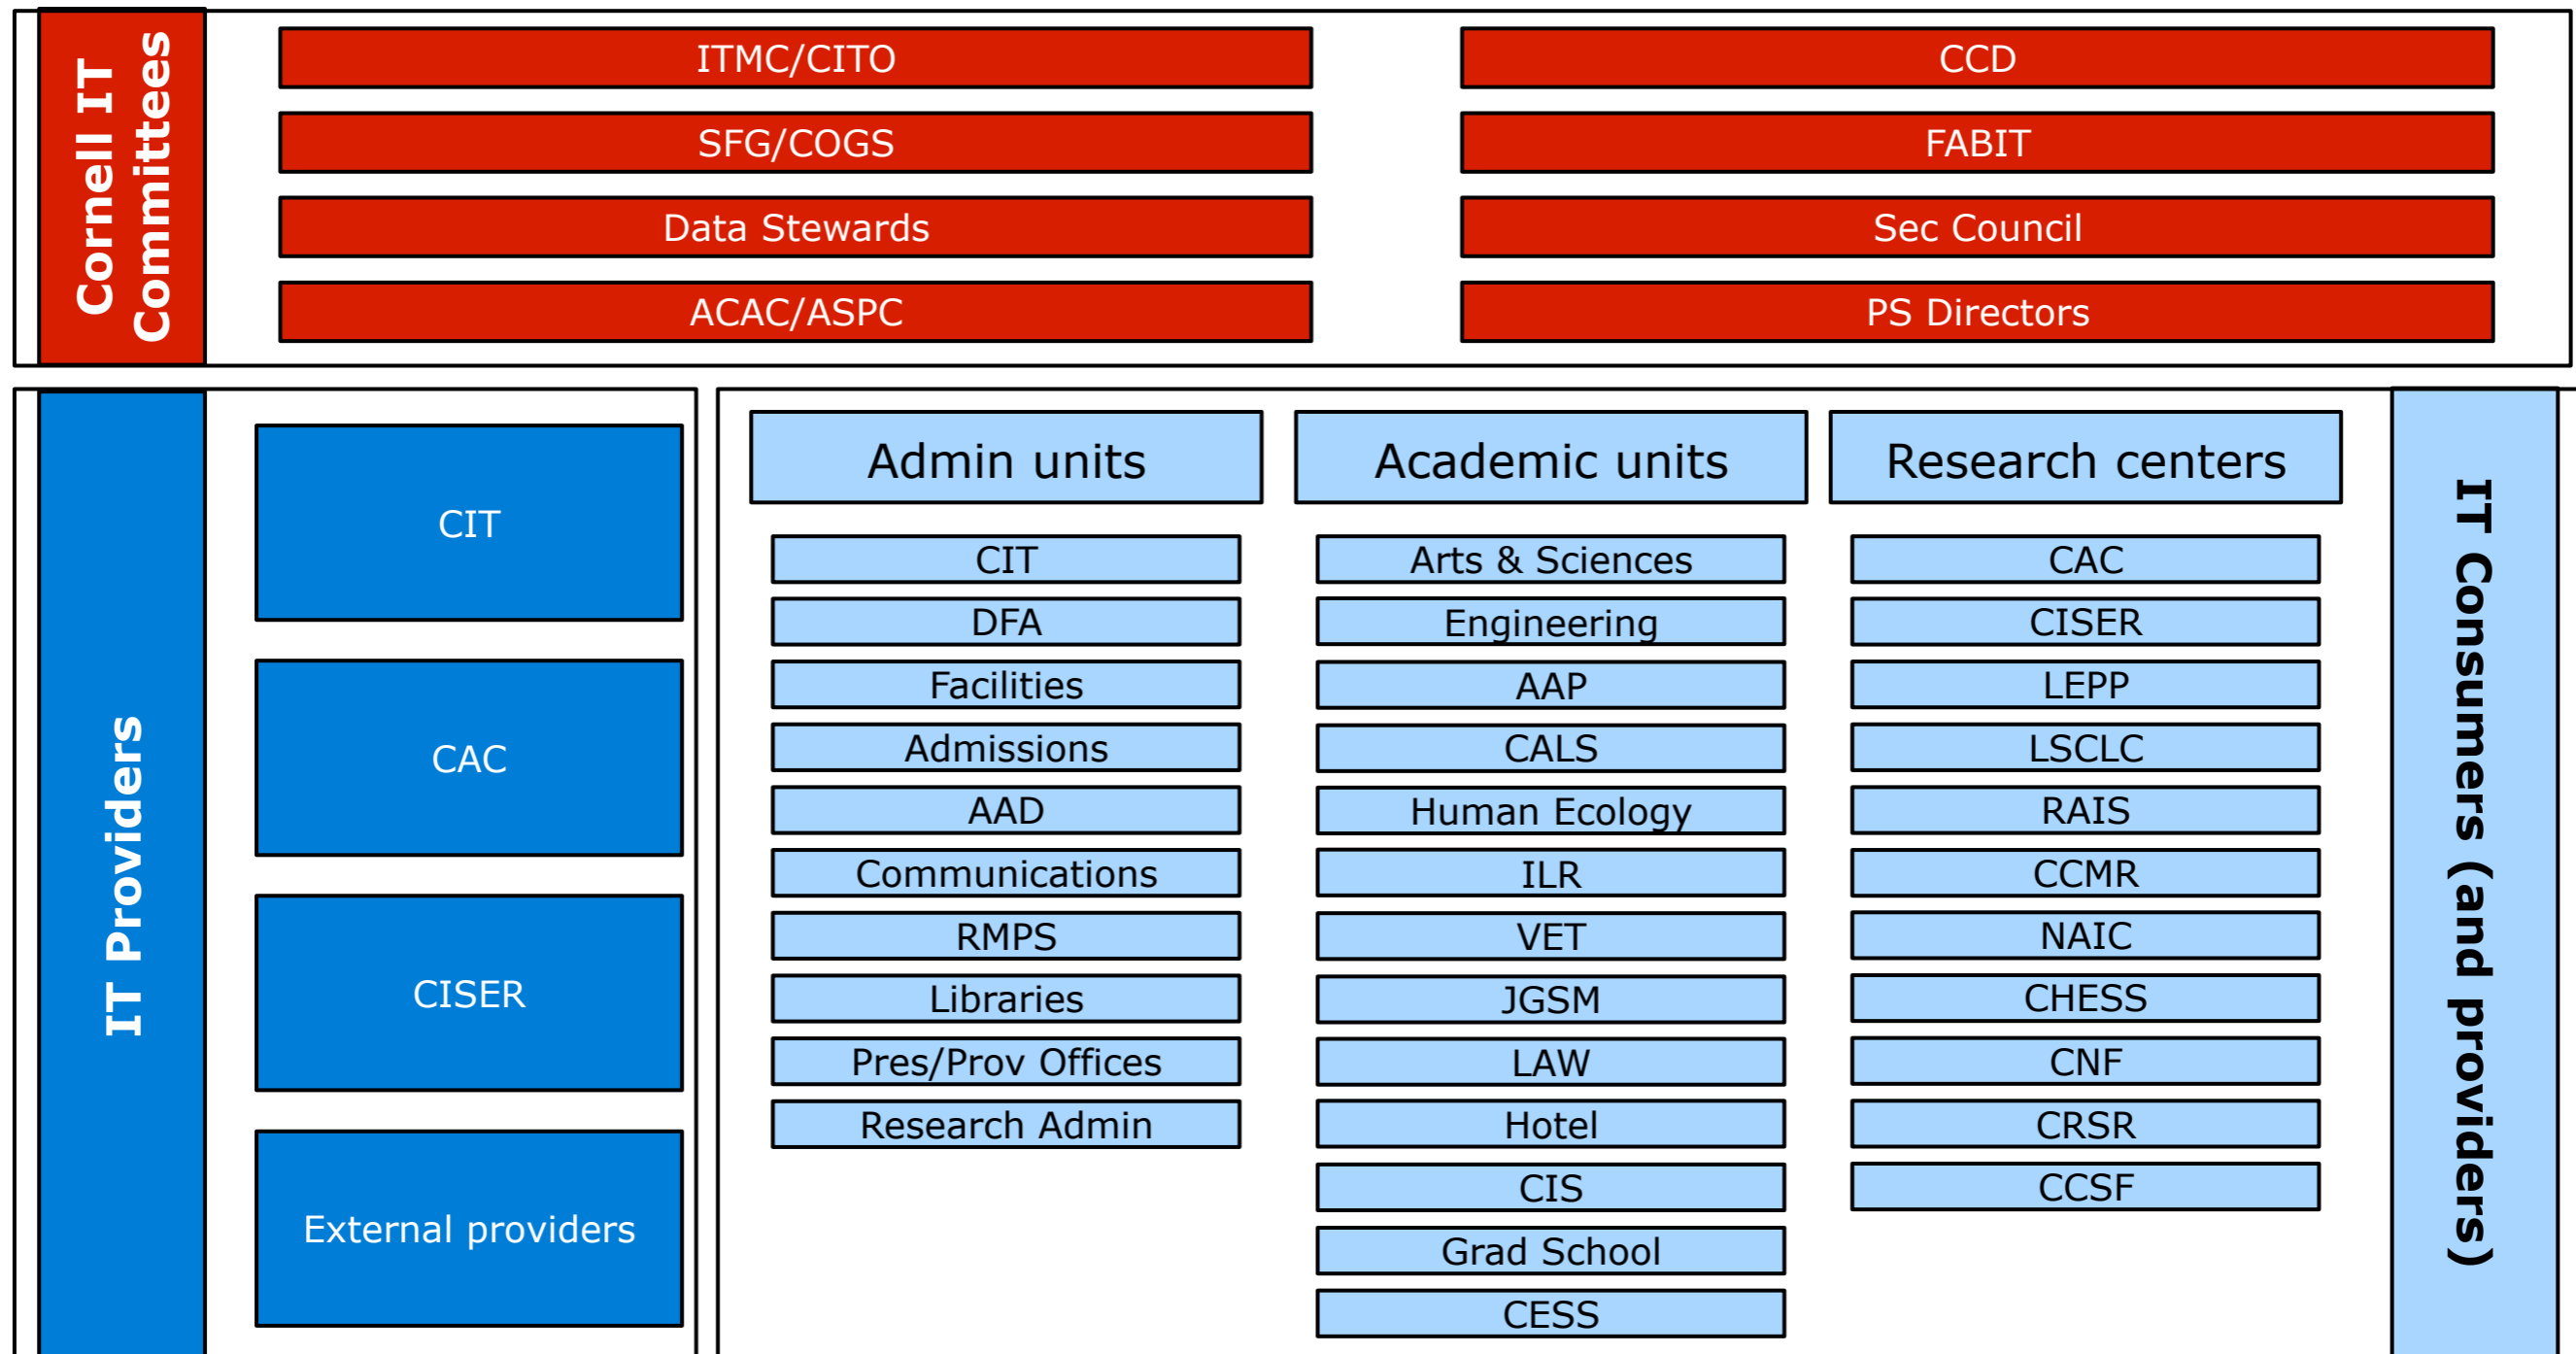 Cornell IT
Committees
ITMC/CITO
CCD
SFG/COGS
FABIT
Data Stewards
Sec Council
ACAC/ASPC
PS Directors
IT Providers
CIT
CAC
CISER
External providers
Admin units
CIT
DFA
Facilities
Admissions
AAD
Communications
RMPS
Libraries
Pres/Prov Offices
Research Admin
Academic units
Arts & Sciences
Engineering
AAP
CALS
Human Ecology
ILR
VET
JGSM
LAW
Hotel
CIS
Grad School
CESS
Research centers
CAC
CISER
LEPP
LSCLC
RAIS
CCMR
NAIC
CHESS
CNF
CRSR
CCSF
IT Consumers (and providers)